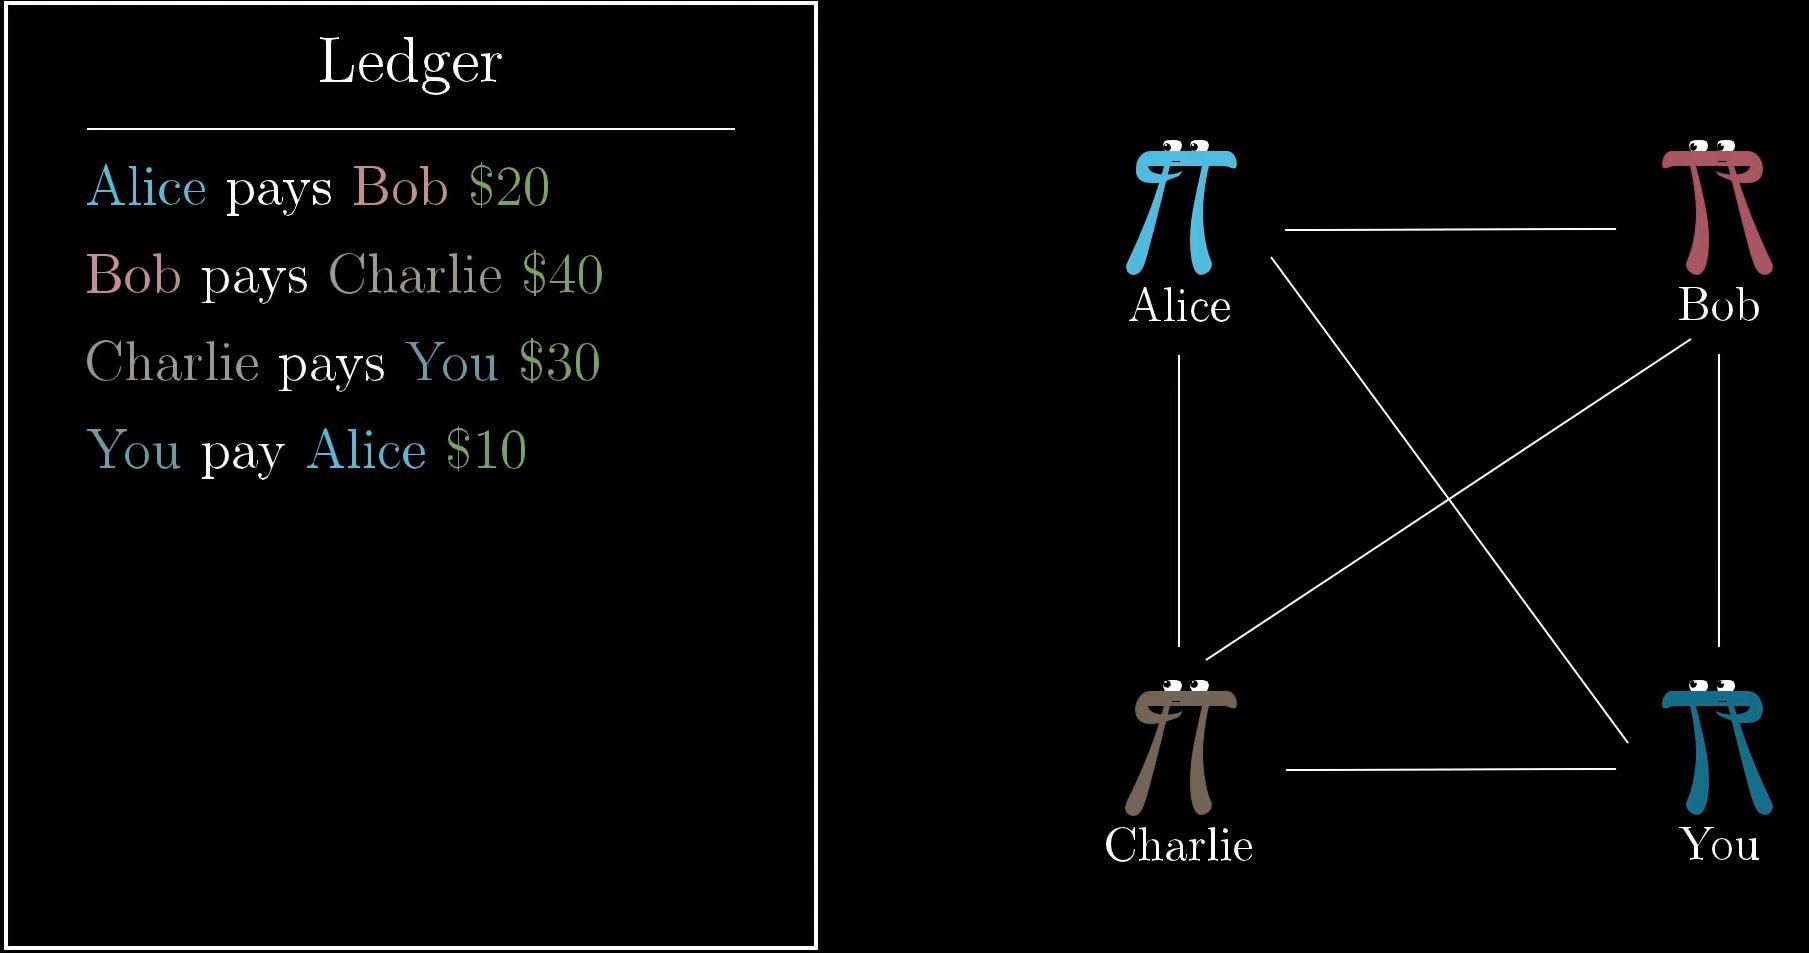 Ledger
Alice pays Bob $20
Bob pays Charlie $40
Charlie pays You $30
You pay Alice $10
Alice
Bob
Charlie
You